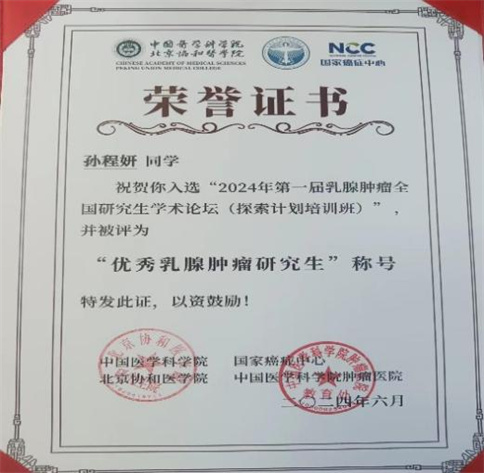 中国医学科学院
北京协和医学院
CHINESE ACADEMY OF MEDICAL SCIENCES
PEKING UNION MEDICAL COLLEGE
NCC
国家癌症中心
荣誉证书
孙程妍 同学
祝贺你入选“2024年第一届乳腺肿瘤全
国研究生学术论坛（探索计划培训班）”，
并被评为
“优秀乳腺肿瘤研究生”称号
特发此证，以资鼓励！
中国医学科学院 国家癌症中心
北京协和医学院 中国医学科学院肿瘤医院
二〇二四年六月